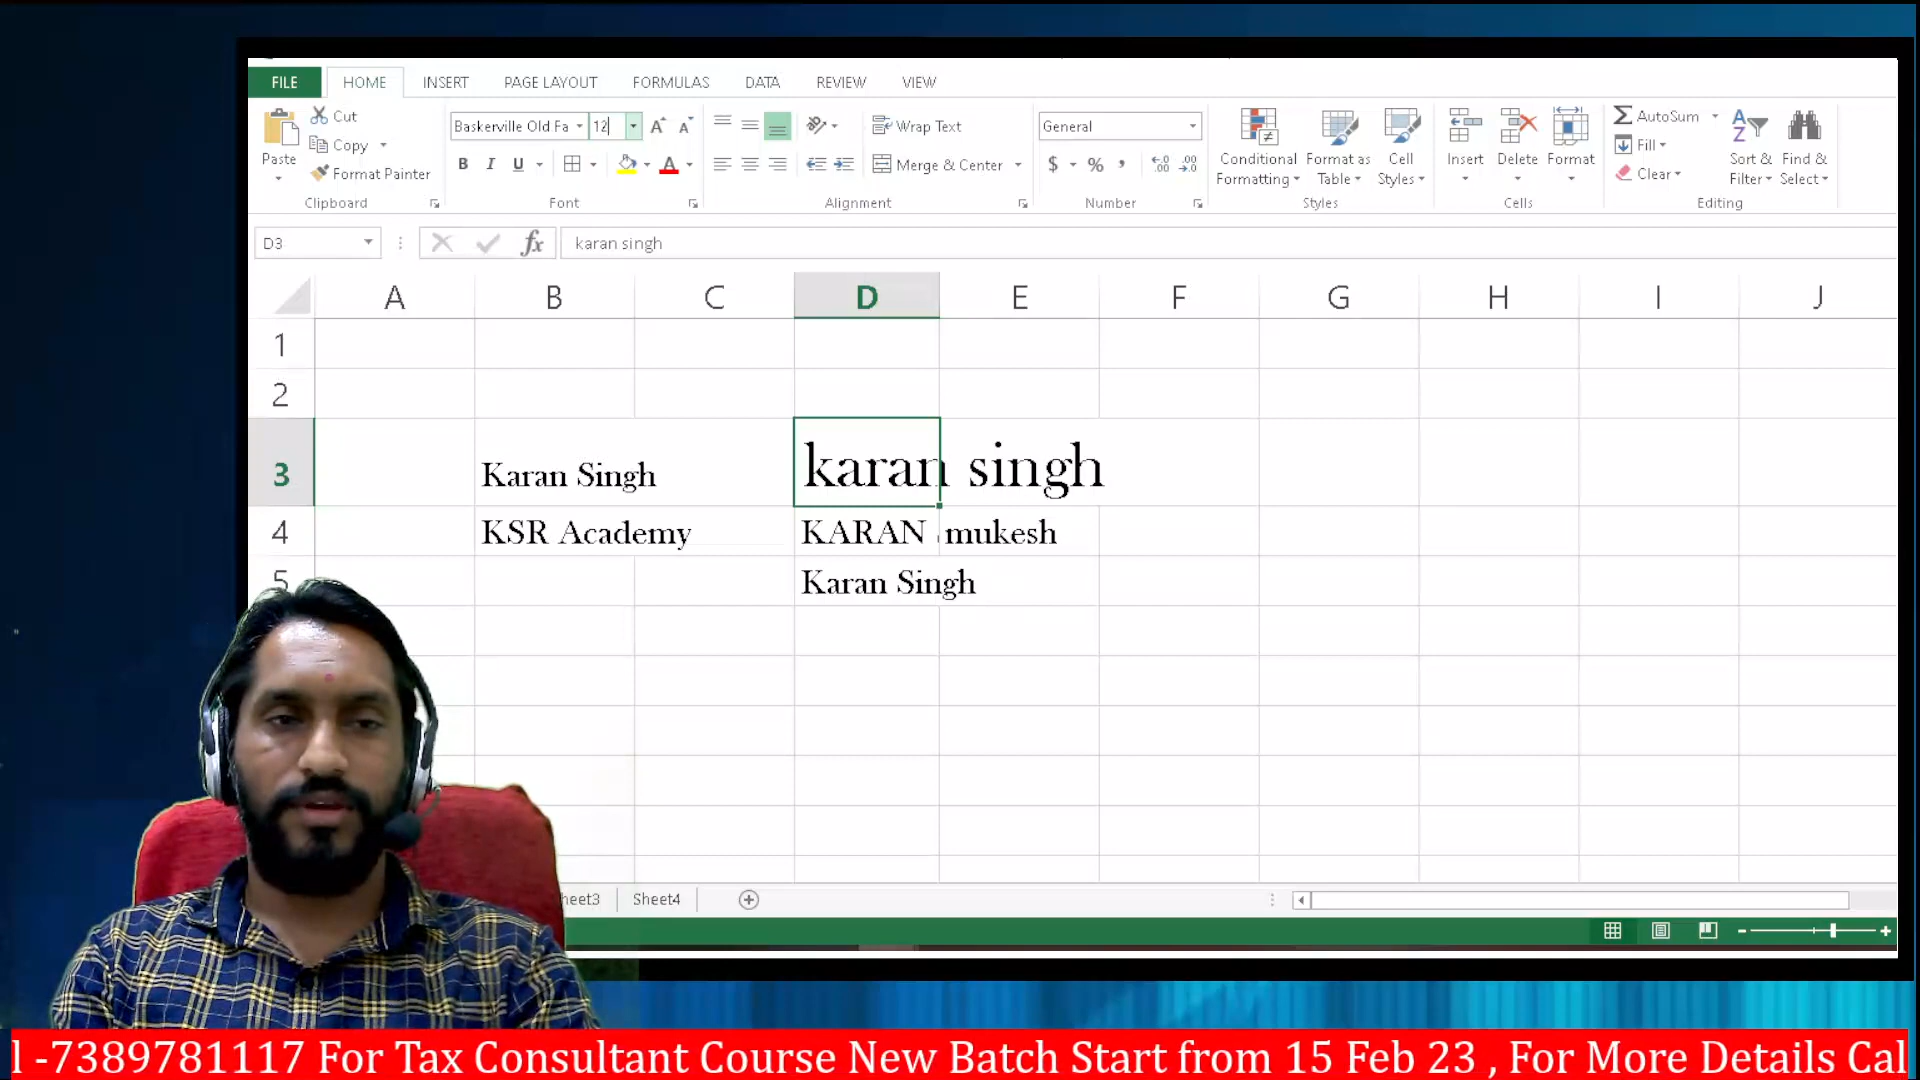 FILE HOME INSERT PAGE LAYOUT FORMULAS DATA REVIEW VIEW
Cut
Copy
Format Painter
Paste
Clipboard
Baskerville Old Fa 12
B I U
Font
Wrap Text
Merge & Center
Alignment
General
$ %
Number
Conditional Formatting
Format as Table
Cell Styles
Styles
Insert
Delete
Format
Cells
AutoSum
Fill
Clear
Sort & Filter
Find & Select
Editing
D3 fx karan singh
A B C D E F G H I J
1
2
3 Karan Singh karan singh
4 KSR Academy KARAN mukesh
5 Karan Singh
heet3 Sheet4
l -7389781117 For Tax Consultant Course New Batch Start from 15 Feb 23 , For More Details Cal